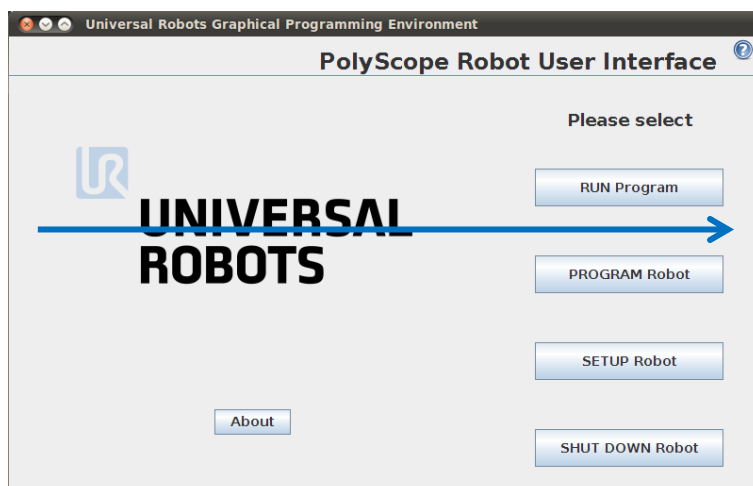 Universal Robots Graphical Programming Environment
PolyScope Robot User Interface ?
Please select
UR
RUN Program
UNIVERSAL
ROBOTS
PROGRAM Robot
SETUP Robot
About
SHUT DOWN Robot